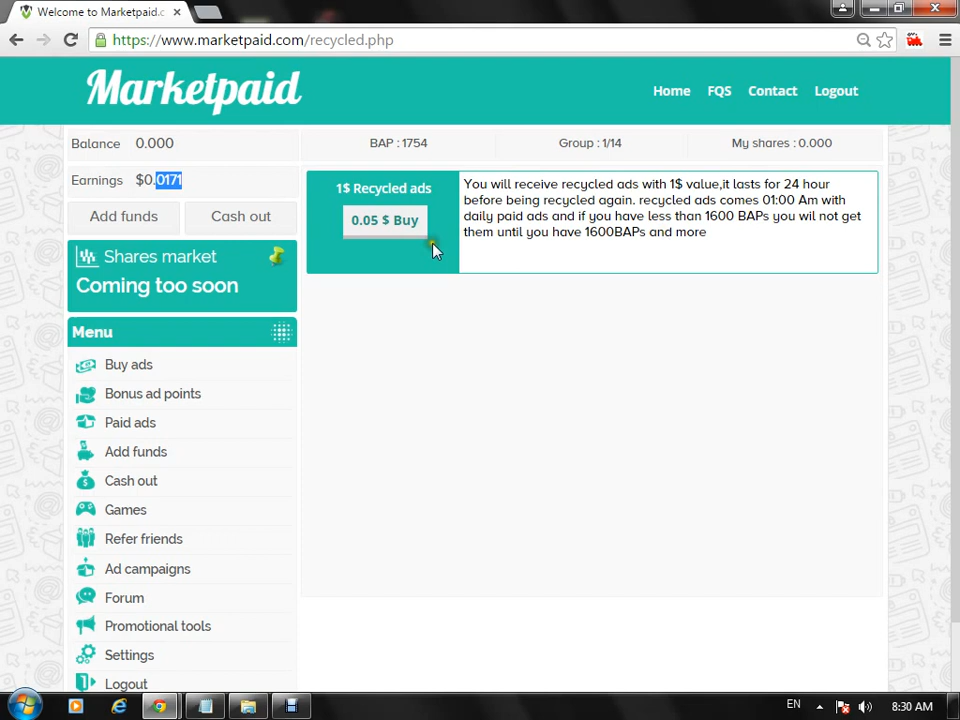 Welcome to Marketpaid.c
https://www.marketpaid.com/recycled.php
Marketpaid
Home FQS Contact Logout
Balance 0.000
BAP : 1754 Group : 1/14 My shares : 0.000
Earnings $0.0171
Add funds Cash out
Shares market
Coming too soon
1$ Recycled ads
0.05 $ Buy
You will receive recycled ads with 1$ value,it lasts for 24 hour
before being recycled again. recycled ads comes 01:00 Am with
daily paid ads and if you have less than 1600 BAPs you wil not get
them until you have 1600BAPs and more
Menu
Buy ads
Bonus ad points
Paid ads
Add funds
Cash out
Games
Refer friends
Ad campaigns
Forum
Promotional tools
Settings
Logout
EN 8:30 AM